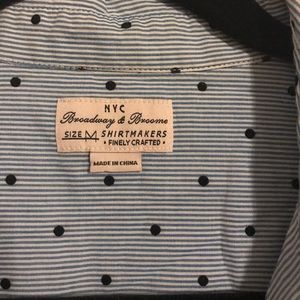 NYC
Broadway & Broome
SIZE M SHIRTMAKERS
• FINELY CRAFTED •
MADE IN CHINA